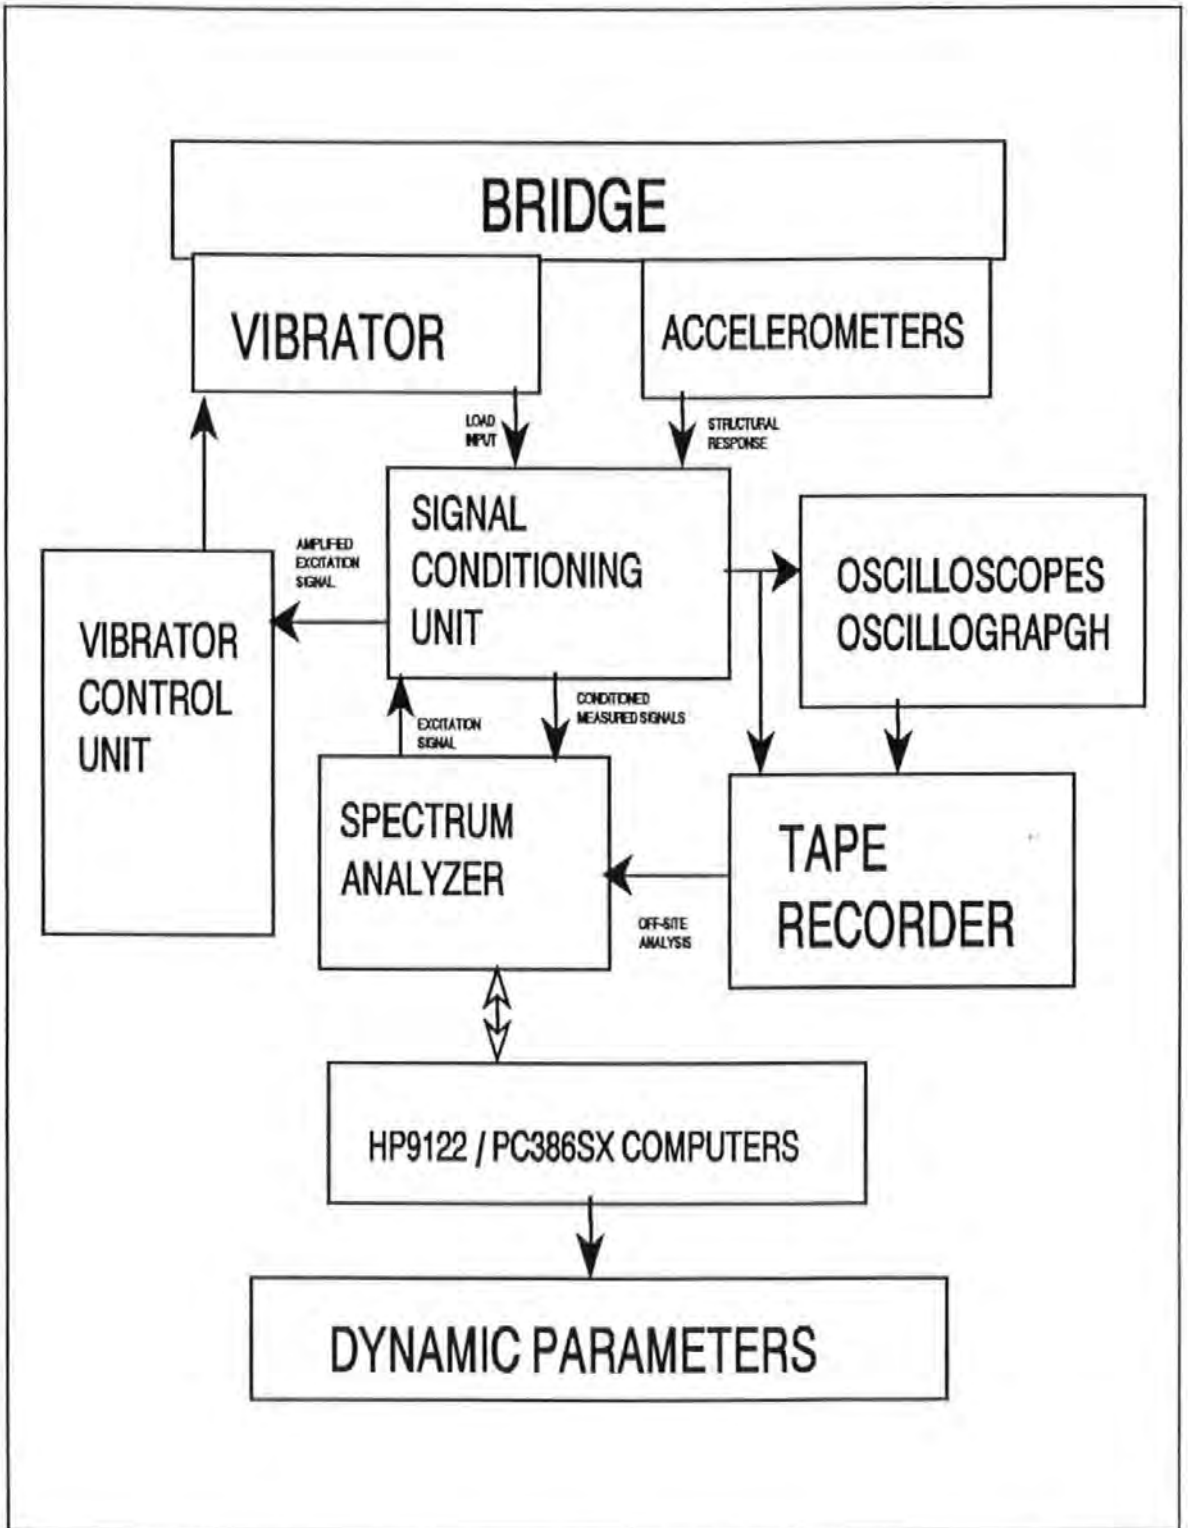 BRIDGE
VIBRATOR
ACCELEROMETERS
LOAD
INPUT
STRUCTURAL
RESPONSE
SIGNAL
CONDITIONING
UNIT
AMPLIFIED
EXCITATION
SIGNAL
OSCILLOSCOPES
OSCILLOGRAPGH
VIBRATOR
CONTROL
UNIT
EXCITATION
SIGNAL
CONDITIONED
MEASURED SIGNALS
SPECTRUM
ANALYZER
TAPE
RECORDER
OFF-SITE
ANALYSIS
HP9122 / PC386SX COMPUTERS
DYNAMIC PARAMETERS